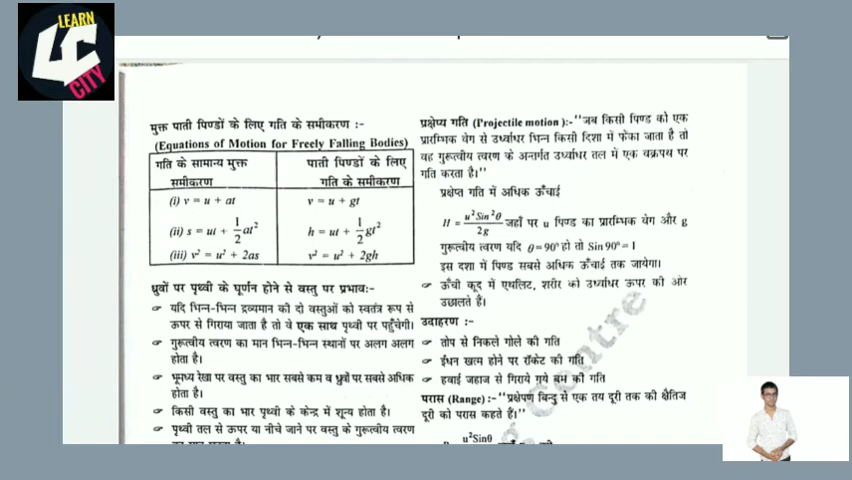 LEARN
LC
CITY
मुक्त पाती पिण्डों के लिए गति के समीकरण :-
(Equations of Motion for Freely Falling Bodies)
गति के सामान्य मुक्त समीकरण
पाती पिण्डों के लिए गति के समीकरण
(i) v = u + at
v = u + gt
(ii) s = ut + 1/2 at²
h = ut + 1/2 gt²
(iii) v² = u² + 2as
v² = u² + 2gh
ध्रुवों पर पृथ्वी के घूर्णन होने से वस्तु पर प्रभाव:-
☞ यदि भिन्न-भिन्न द्रव्यमान की दो वस्तुओं को स्वतंत्र रूप से
ऊपर से गिराया जाता है तो वे एक साथ पृथ्वी पर पहुँचेगी।
☞ गुरूत्वीय त्वरण का मान भिन्न-भिन्न स्थानों पर अलग अलग
होता है।
☞ भूमध्य रेखा पर वस्तु का भार सबसे कम व ध्रुवों पर सबसे अधिक
होता है।
☞ किसी वस्तु का भार पृथ्वी के केन्द्र में शून्य होता है।
☞ पृथ्वी तल से ऊपर या नीचे जाने पर वस्तु के गुरूत्वीय त्वरण
प्रक्षेप्य गति (Projectile motion) :- "जब किसी पिण्ड को एक
प्रारम्भिक वेग से उर्ध्वाधर भिन्न किसी दिशा में फेका जाता है तो
वह गुरूत्वीय त्वरण के अन्तर्गत उर्ध्वाधर तल में एक वक्रपथ पर
गति करता है।"
प्रक्षेप्त गति में अधिक ऊँचाई
H = u² Sin² θ / 2g जहाँ पर u पिण्ड का प्रारम्भिक वेग और g
गुरूत्वीय त्वरण यदि θ = 90° हो तो Sin 90° = 1
इस दशा में पिण्ड सबसे अधिक ऊँचाई तक जायेगा।
☞ ऊँची कूद में एथलिट, शरीर को उर्ध्वाधर ऊपर की ओर
उछालते हैं।
उदाहरण :-
☞ तोप से निकले गोले की गति
☞ ईंधन खत्म होने पर रॉकेट की गति
☞ हवाई जहाज से गिराये गये बम की गति
परास (Range) :- "प्रक्षेपण बिन्दु से एक तय दूरी तक की क्षैतिज
दूरी को परास कहते हैं।"
u² Sinθ
Centre